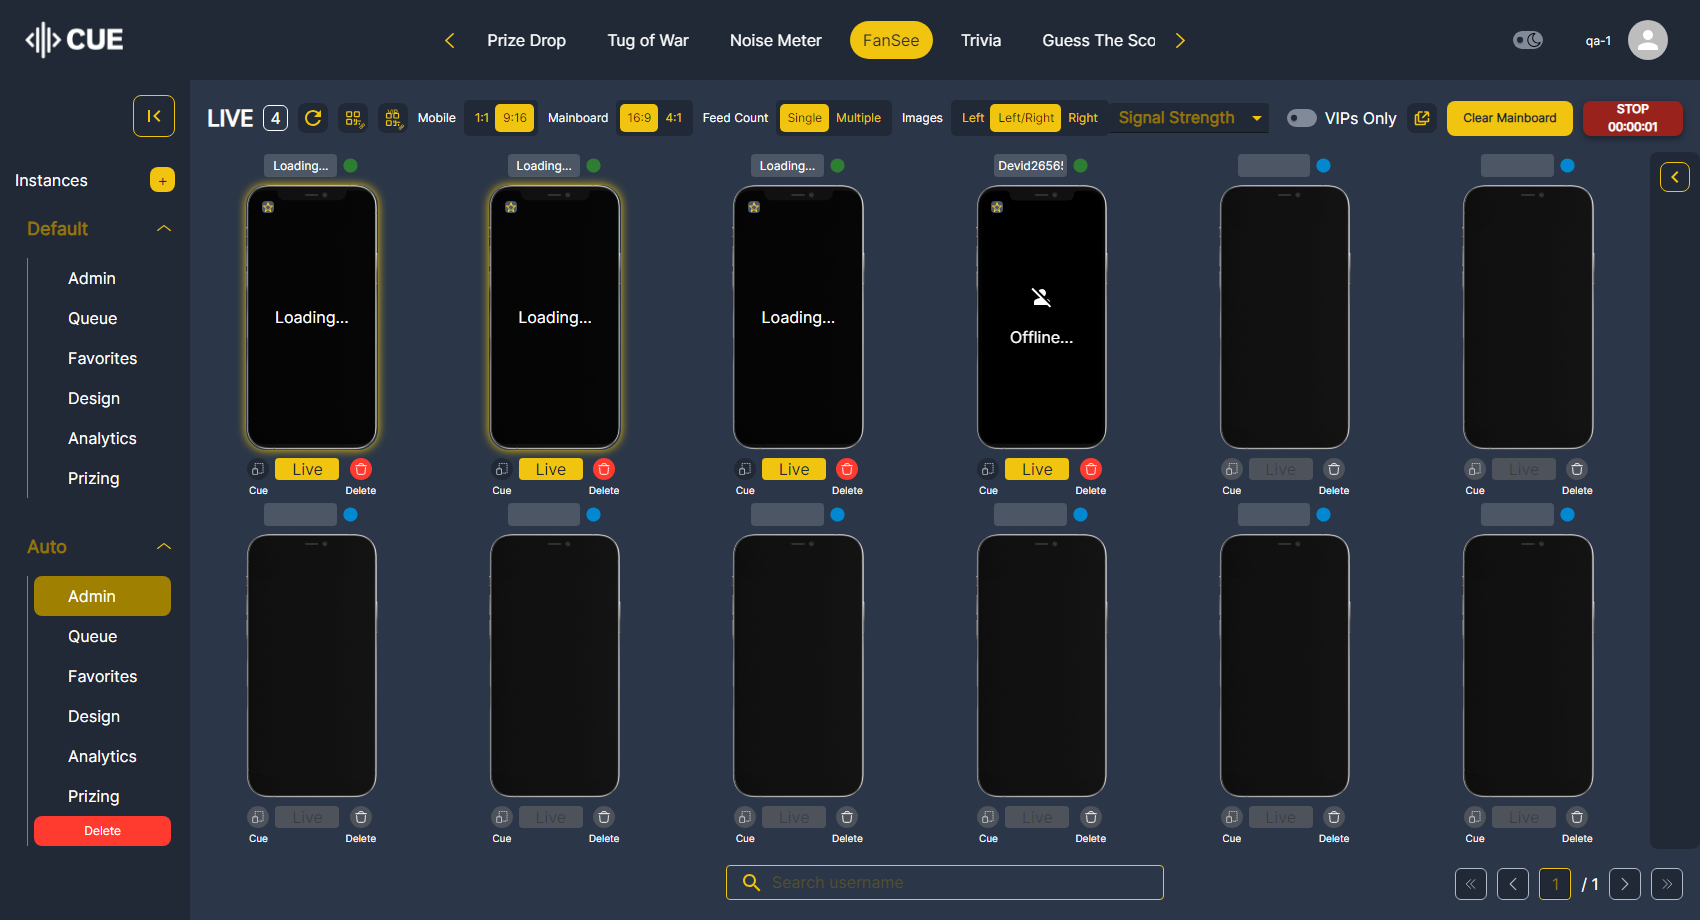 CUE
Prize Drop
Tug of War
Noise Meter
FanSee
Trivia
Guess The Sco
qa-1
Instances
+
Default
Admin
Queue
Favorites
Design
Analytics
Prizing
Auto
Admin
Queue
Favorites
Design
Analytics
Prizing
Delete
LIVE 4
Mobile 1:1 9:16
Mainboard 16:9 4:1
Feed Count Single Multiple
Images Left Left/Right Right
Signal Strength
VIPs Only
Clear Mainboard
STOP
00:00:01
Loading... Loading... Loading... Devid2656
Loading... Loading... Loading... Offline...
Live Live Live Live Live Live
Cue Delete Cue Delete Cue Delete Cue Delete Cue Delete Cue Delete
Live Live Live Live Live Live
Cue Delete Cue Delete Cue Delete Cue Delete Cue Delete Cue Delete
Search username
1 / 1